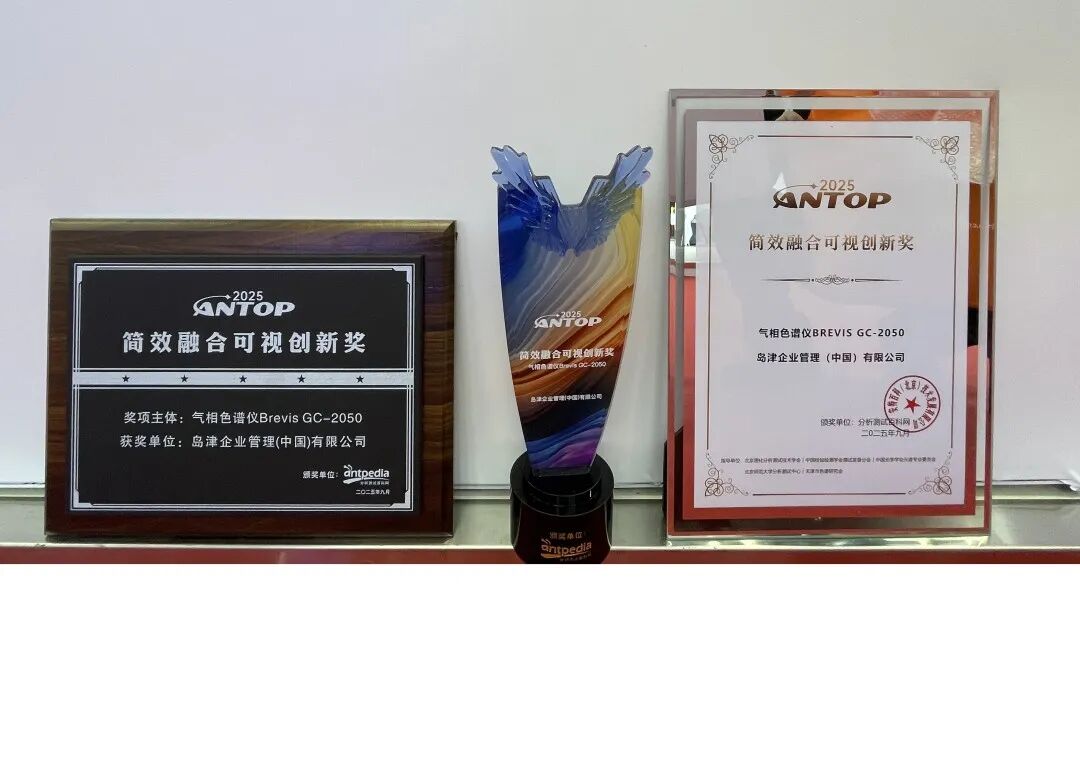 2025
ANTOP
简效融合可视创新奖
奖项主体：气相色谱仪Brevis GC-2050
获奖单位：岛津企业管理(中国)有限公司
颁奖单位：antpedia
分析测试百科网
二〇二五年九月
2025
ANTOP
简效融合可视创新奖
气相色谱仪Brevis GC-2050
岛津企业管理(中国)有限公司
颁奖单位：
antpedia
2025
ANTOP
简效融合可视创新奖
气相色谱仪BREVIS GC-2050
岛津企业管理（中国）有限公司
颁奖单位：分析测试百科网
二〇二五年九月